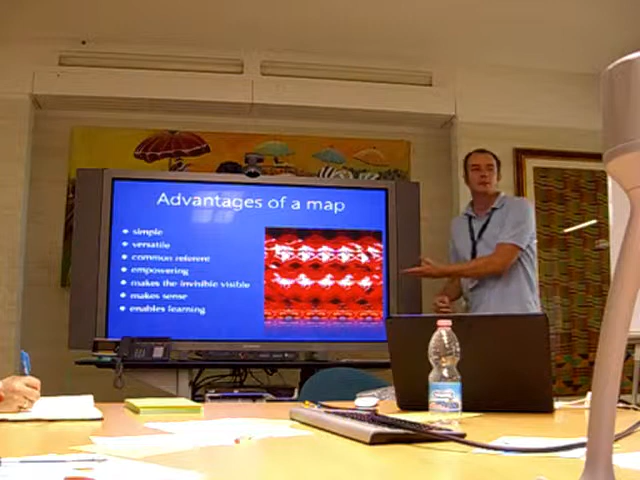 Advantages of a map
simple
versatile
common referent
empowering
makes the invisible visible
makes sense
enables learning